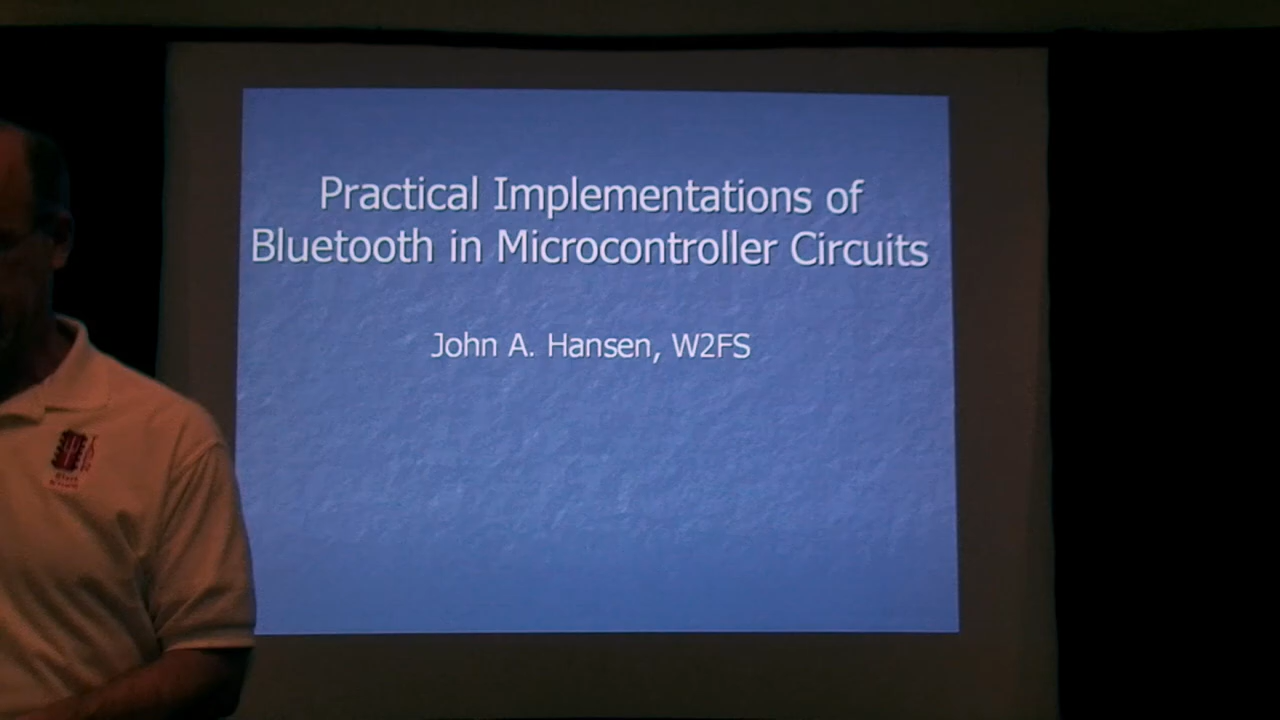 Practical Implementations of
Bluetooth in Microcontroller Circuits
John A. Hansen, W2FS